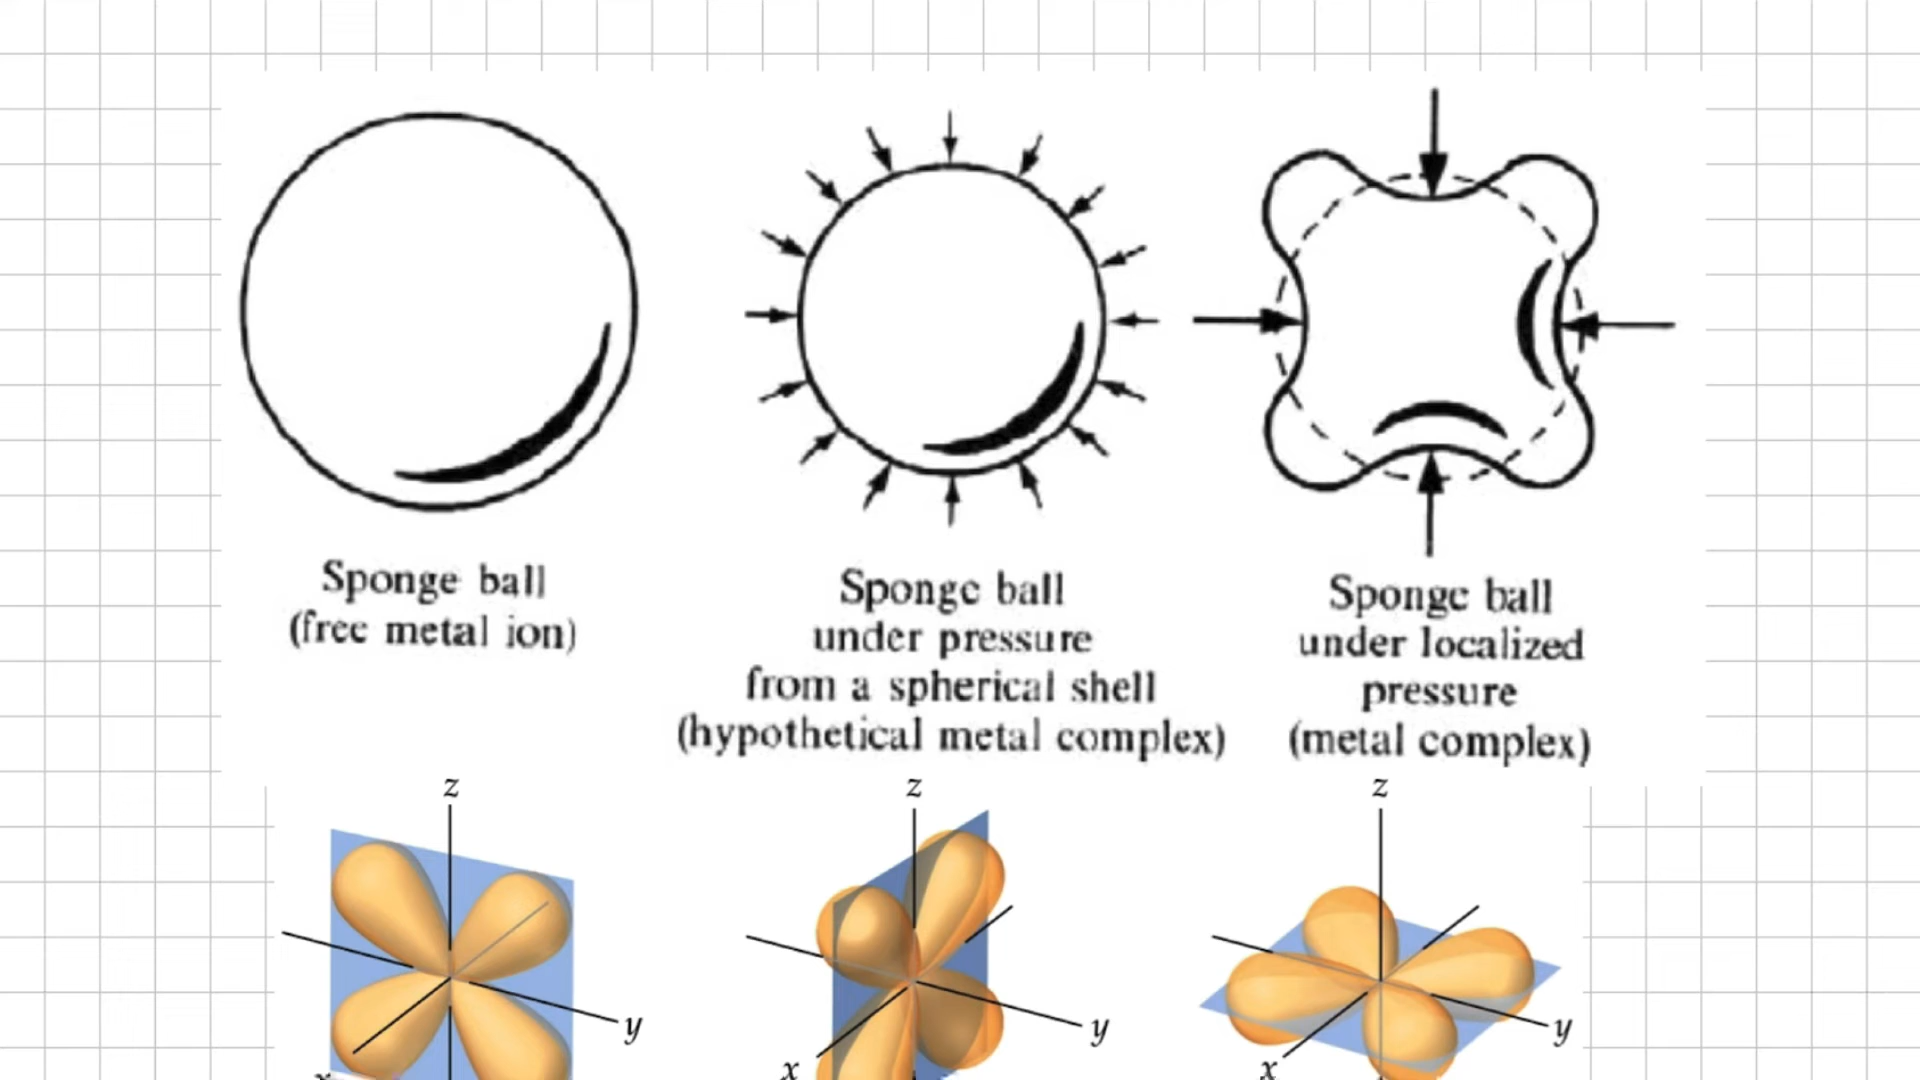 Sponge ball
(free metal ion)
Sponge ball
under pressure
from a spherical shell
(hypothetical metal complex)
Sponge ball
under localized
pressure
(metal complex)
z
y
x
z
y
x
z
y
x